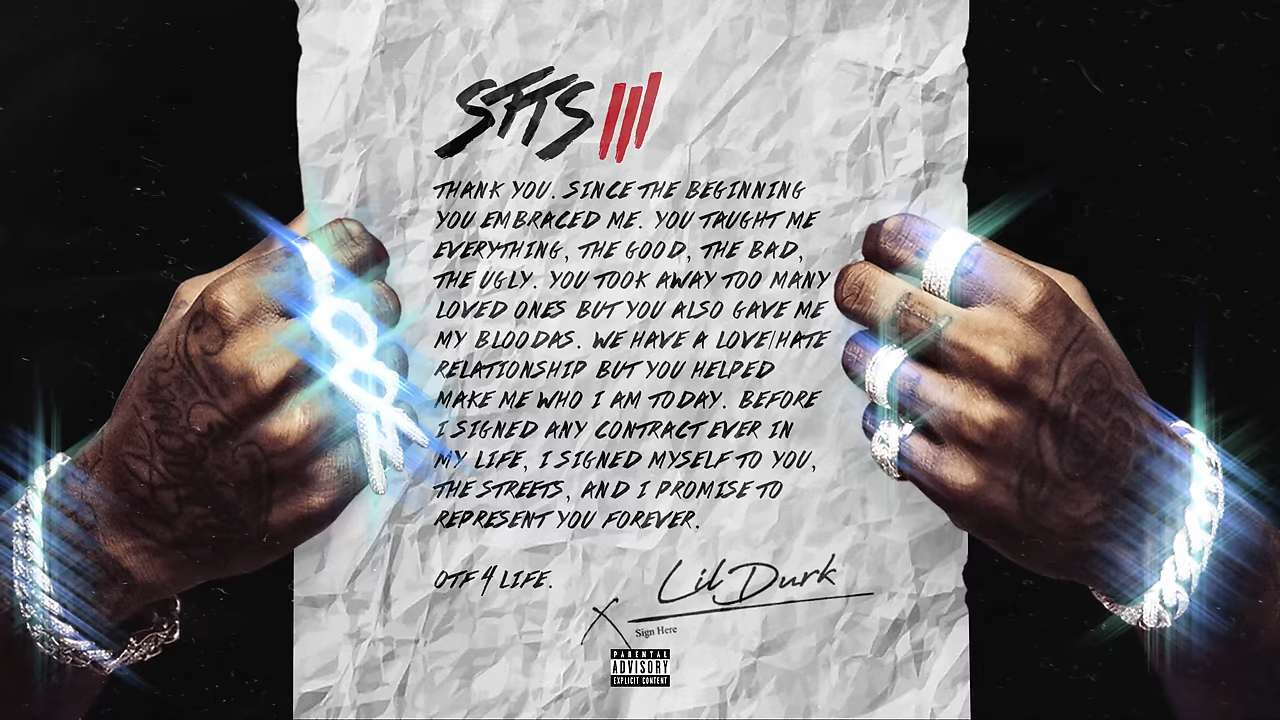 STTS III
THANK YOU. SINCE THE BEGINNING
YOU EMBRACED ME. YOU TAUGHT ME
EVERYTHING, THE GOOD, THE BAD,
THE UGLY. YOU TOOK AWAY TOO MANY
LOVED ONES BUT YOU ALSO GAVE ME
MY BLOODAS. WE HAVE A LOVE/HATE
RELATIONSHIP BUT YOU HELPED
MAKE ME WHO I AM TODAY. BEFORE
I SIGNED ANY CONTRACT EVER IN
MY LIFE, I SIGNED MYSELF TO YOU,
THE STREETS, AND I PROMISE TO
REPRESENT YOU FOREVER.
OTF 4 LIFE.
Lil Durk
X
Sign Here
PARENTAL
ADVISORY
EXPLICIT CONTENT